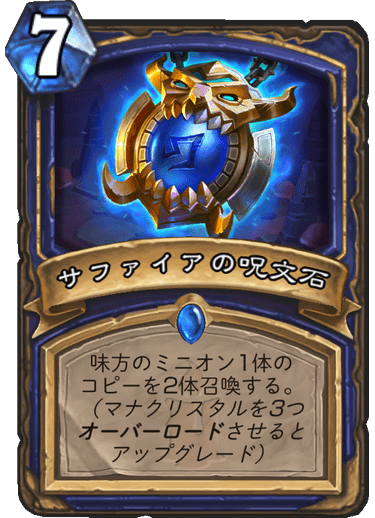 7
サファイアの呪文石
味方のミニオン1体の
コピーを2体召喚する。
（マナクリスタルを3つ
オーバーロードさせると
アップグレード）